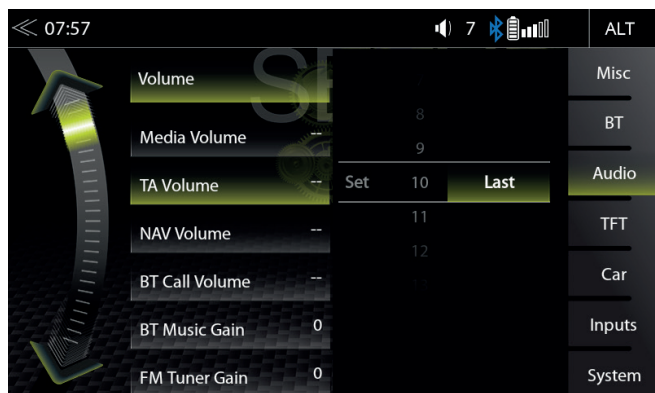 07:57 7 ALT
Volume
Media Volume --
TA Volume --
NAV Volume --
BT Call Volume --
BT Music Gain 0
FM Tuner Gain 0
8
9
Set 10 Last
11
12
Misc
BT
Audio
TFT
Car
Inputs
System